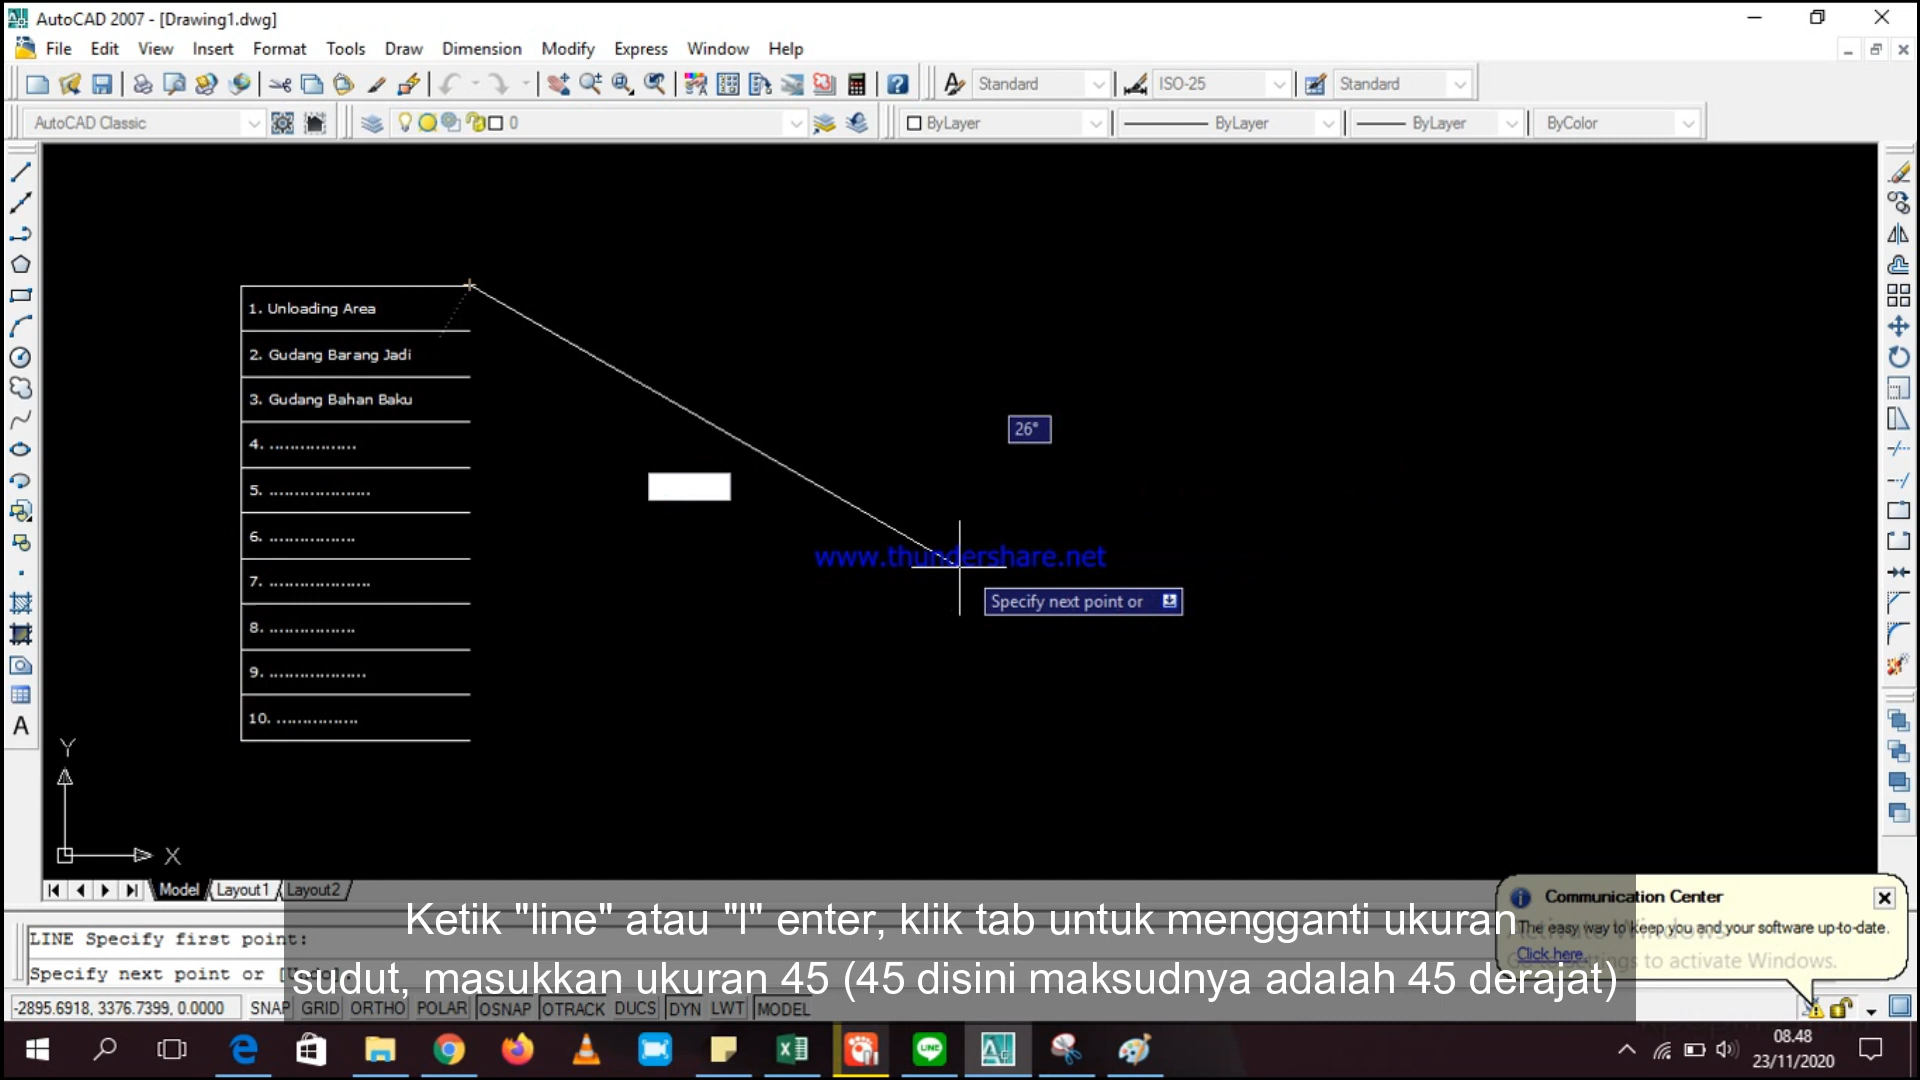 AutoCAD 2007 - [Drawing1.dwg]
File Edit View Insert Format Tools Draw Dimension Modify Express Window Help
Standard ISO-25 Standard
AutoCAD Classic 0 ByLayer ByLayer ByLayer ByColor
1. Unloading Area
2. Gudang Barang Jadi
3. Gudang Bahan Baku
26°
4. .................
5. ....................
6. .................
www.thundershare.net
7. ....................
Specify next point or
8. .................
9. ...................
10. ................
Y
X
Model Layout1 Layout2
Communication Center
The easy way to keep you and your software up-to-date.
Click here.
LINE Specify first point:
Specify next point or [Undo]
Ketik "line" atau "l" enter, klik tab untuk mengganti ukuran
sudut, masukkan ukuran 45 (45 disini maksudnya adalah 45 derajat)
-2895.6918, 3376.7399, 0.0000 SNAP GRID ORTHO POLAR OSNAP OTRACK DUCS DYN LWT MODEL
08.48
23/11/2020